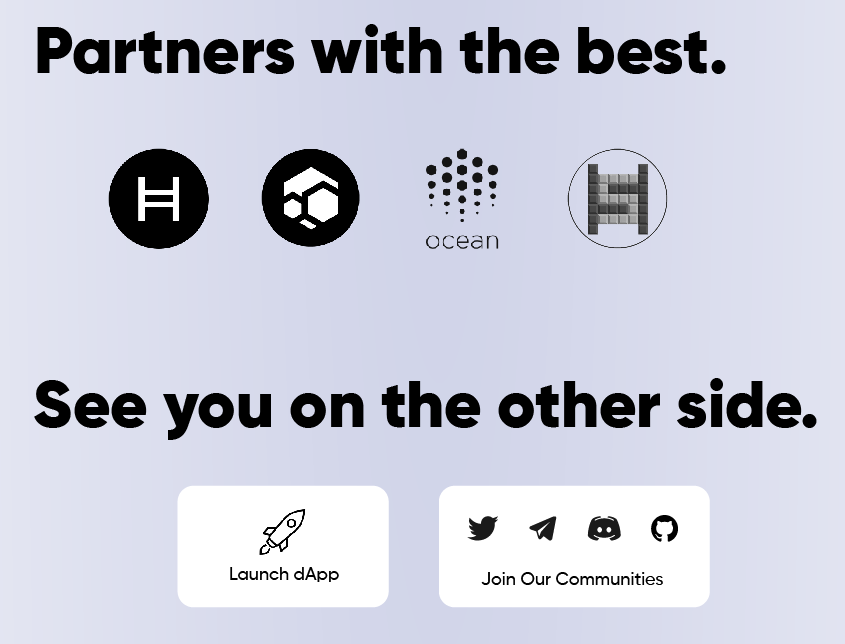 Partners with the best.
ocean
See you on the other side.
Launch dApp
Join Our Communities